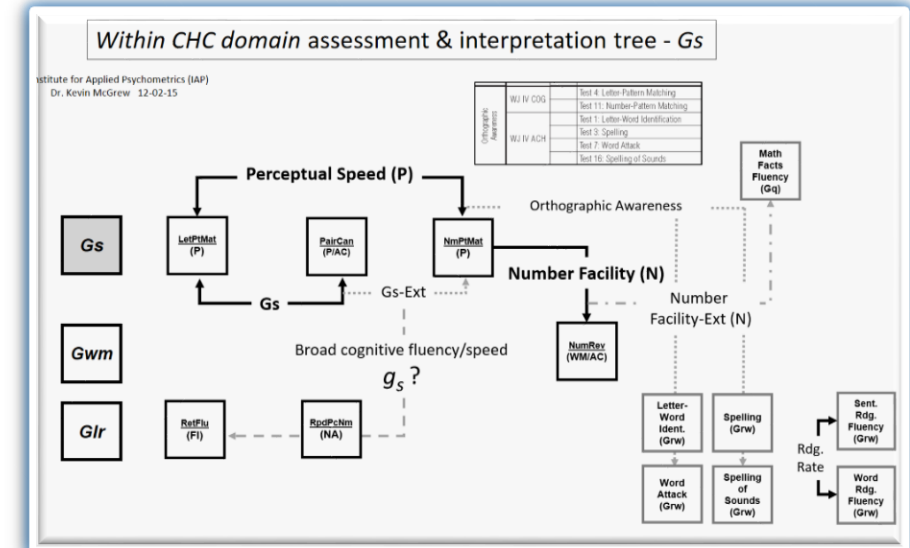 Within CHC domain assessment & interpretation tree - Gs
nstitute for Applied Psychometrics (IAP)
Dr. Kevin McGrew 12-02-15
Orthographic
Awareness
WJ IV COG
Test 4: Letter-Pattern Matching
Test 11: Number-Pattern Matching
WJ IV ACH
Test 1: Letter-Word Identification
Test 3: Spelling
Test 7: Word Attack
Test 16: Spelling of Sounds
Math
Facts
Fluency
(Gq)
Perceptual Speed (P)
Orthographic Awareness
Gs
LetPtMat
(P)
PairCan
(P/AC)
NmPtMat
(P)
Number Facility (N)
Gs
Gs-Ext
Number
Facility-Ext (N)
Gwm
Broad cognitive fluency/speed
gs ?
NumRev
(WM/AC)
Glr
RetFlu
(FI)
RpdPcNm
(NA)
Letter-
Word
Ident.
(Grw)
Spelling
(Grw)
Sent.
Rdg.
Fluency
(Grw)
Rdg.
Rate
Word
Attack
(Grw)
Spelling
of
Sounds
(Grw)
Word
Rdg.
Fluency
(Grw)